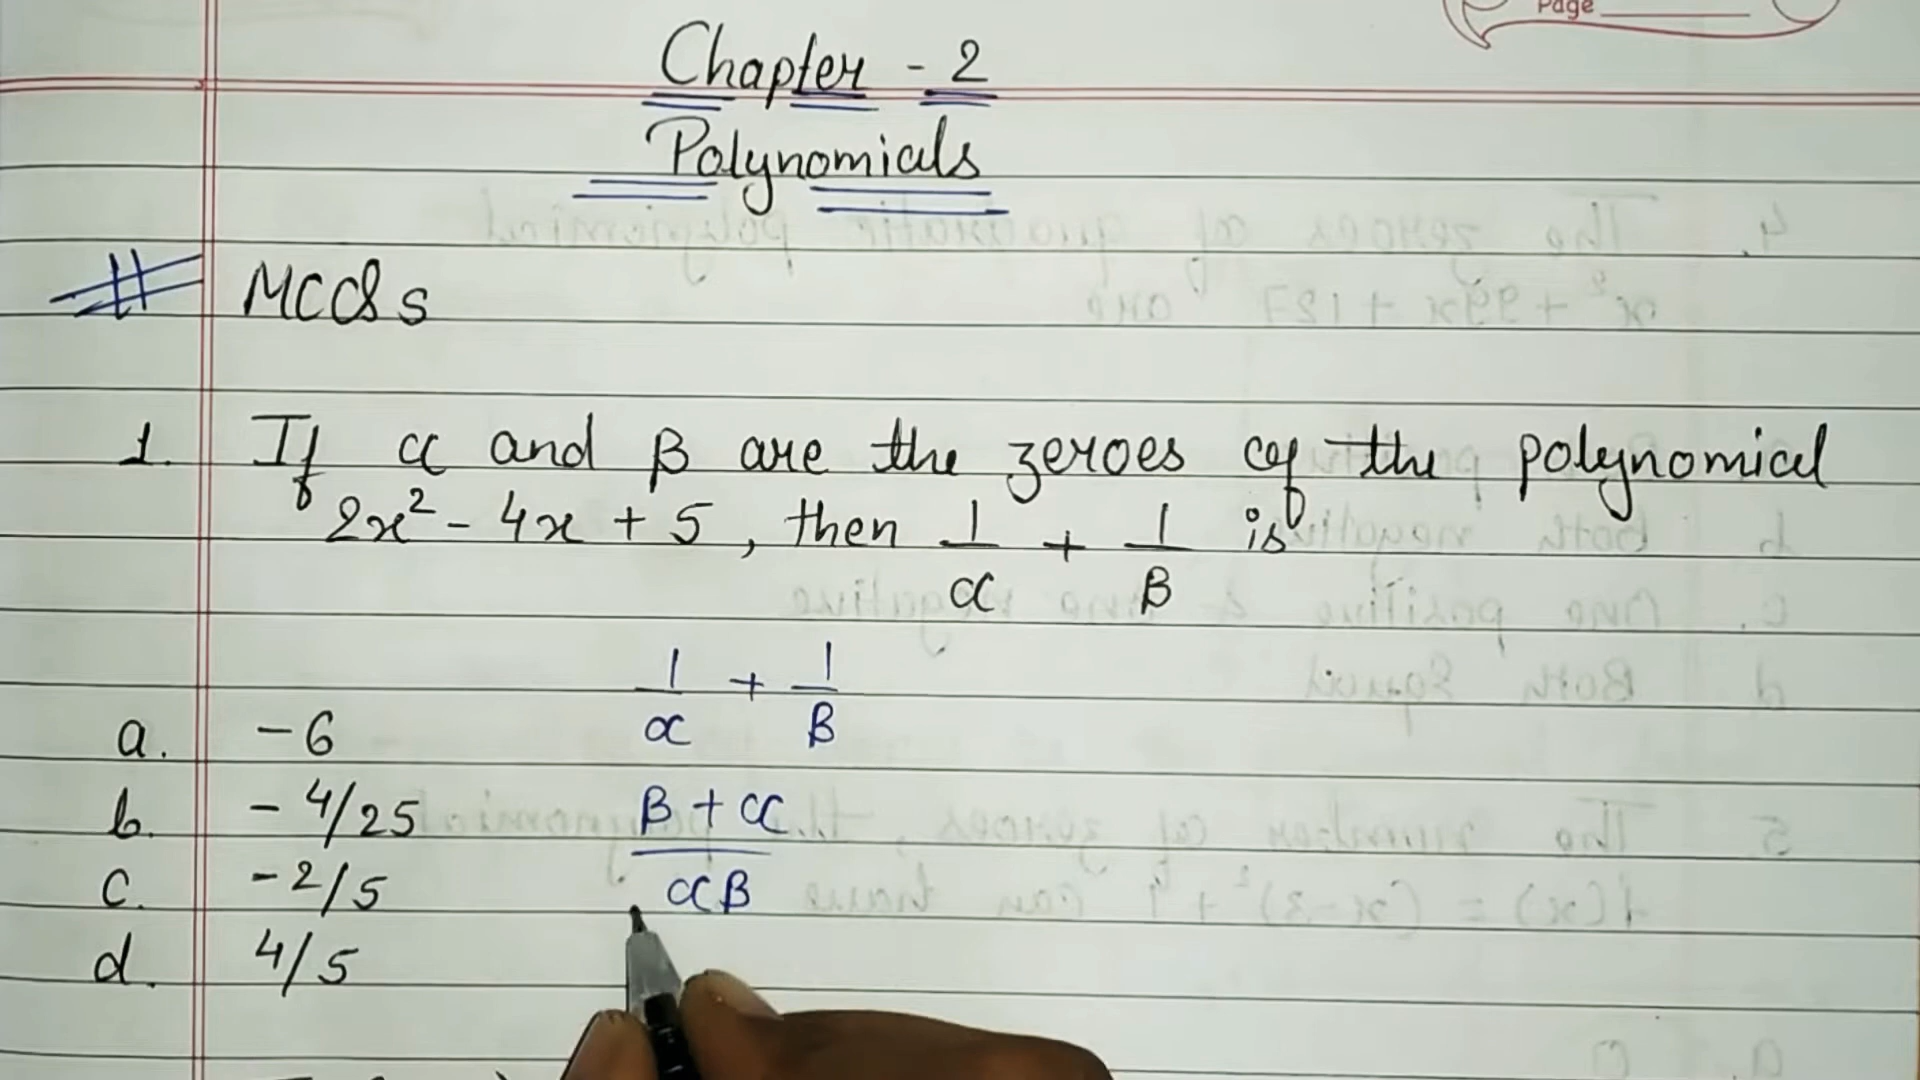 Page
Chapter - 2
Polynomials
# MCQs
1. If α and β are the zeroes of the polynomial
2x² - 4x + 5, then 1/α + 1/β is
1/α + 1/β
a. -6
b. -4/25
β + α / αβ
c. -2/5
d. 4/5